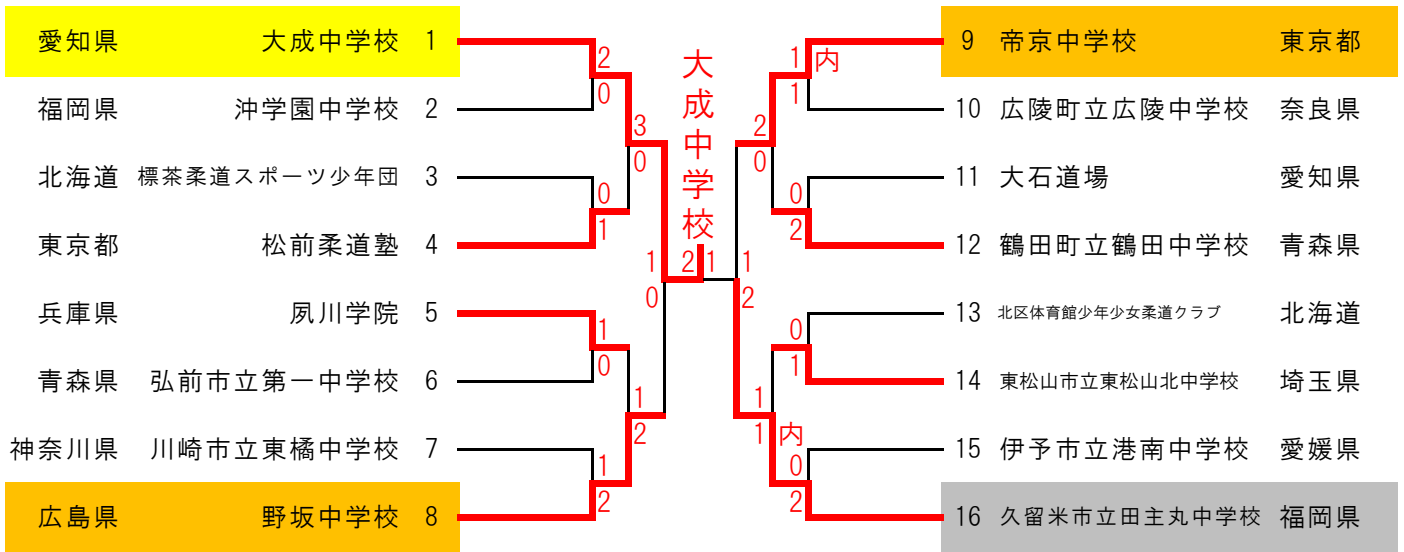 愛知県 大成中学校 1
福岡県 沖学園中学校 2
北海道 標茶柔道スポーツ少年団 3
東京都 松前柔道塾 4
兵庫県 夙川学院 5
青森県 弘前市立第一中学校 6
神奈川県 川崎市立東橘中学校 7
広島県 野坂中学校 8
2
0
0
1
1
0
1
2
3
0
1
2
1
0
大成中学校
2 1
1
2
2
0
1
1 内
1 内
1
0
2
0
1
0
2
9 帝京中学校 東京都
10 広陵町立広陵中学校 奈良県
11 大石道場 愛知県
12 鶴田町立鶴田中学校 青森県
13 北区体育館少年少女柔道クラブ 北海道
14 東松山市立東松山北中学校 埼玉県
15 伊予市立港南中学校 愛媛県
16 久留米市立田主丸中学校 福岡県